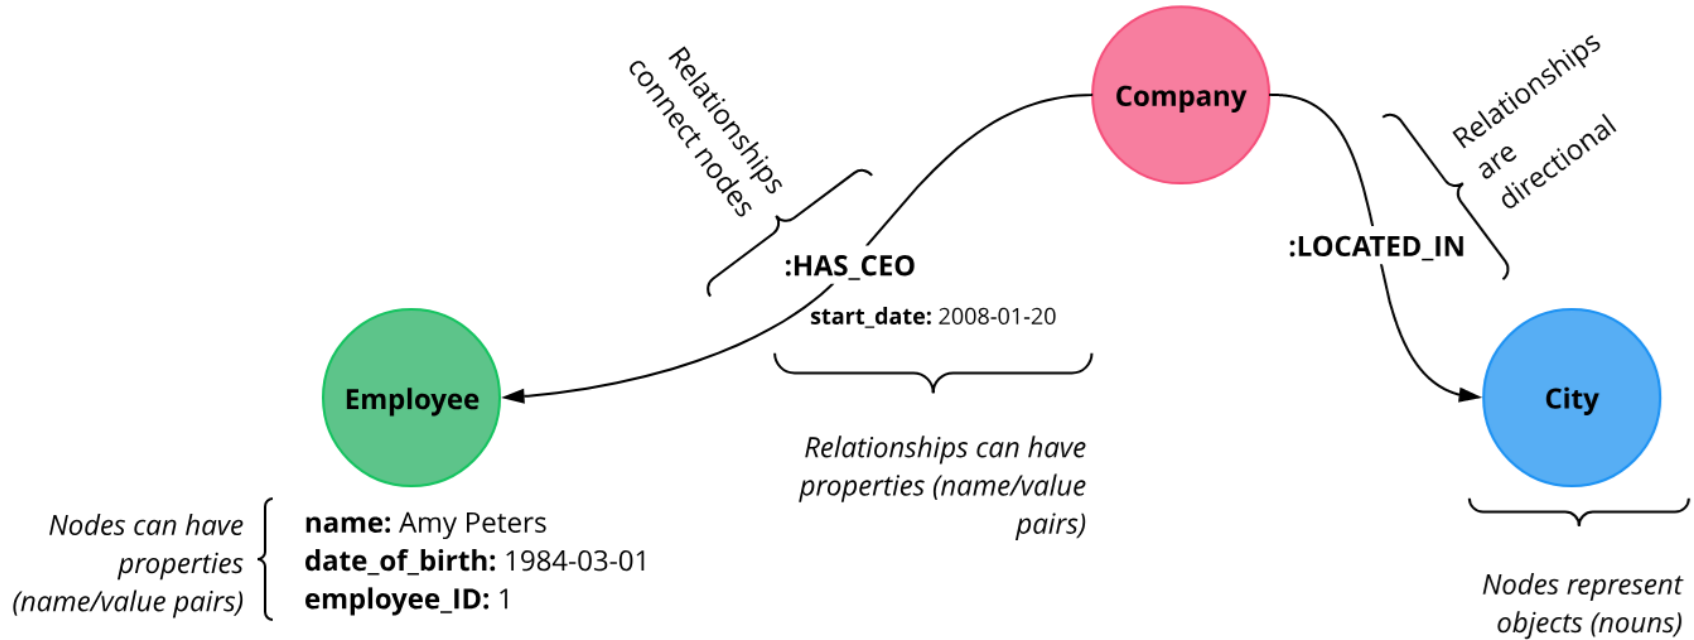 Relationships
connect nodes
Company
Relationships
are
directional
:HAS_CEO
start_date: 2008-01-20
:LOCATED_IN
Employee
City
Relationships can have
properties (name/value
pairs)
Nodes can have
properties
(name/value pairs)
name: Amy Peters
date_of_birth: 1984-03-01
employee_ID: 1
Nodes represent
objects (nouns)